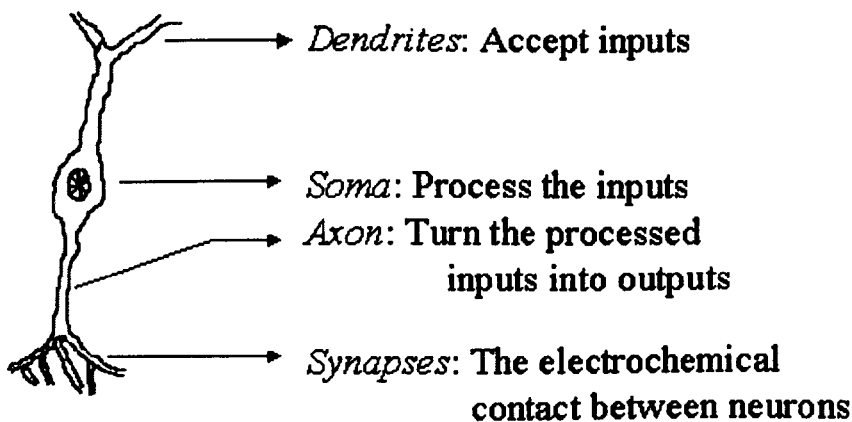 Dendrites: Accept inputs
Soma: Process the inputs
Axon: Turn the processed
inputs into outputs
Synapses: The electrochemical
contact between neurons